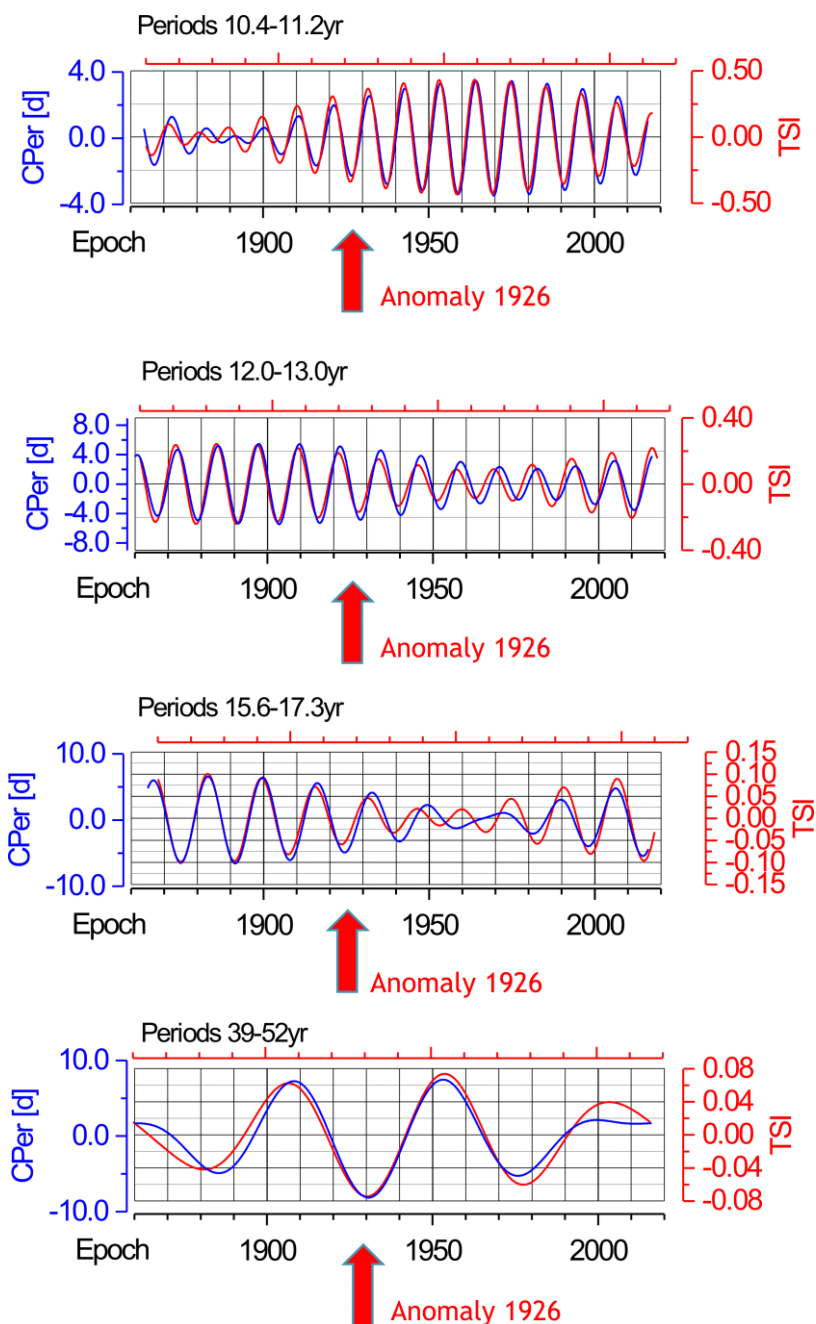 Periods 10.4-11.2yr
4.0
0.0
-4.0
CPer [d]
0.50
0.00
-0.50
TSI
Epoch 1900 1950 2000
Anomaly 1926
Periods 12.0-13.0yr
8.0
4.0
0.0
-4.0
-8.0
CPer [d]
0.40
0.00
-0.40
TSI
Epoch 1900 1950 2000
Anomaly 1926
Periods 15.6-17.3yr
10.0
0.0
-10.0
CPer [d]
0.15
0.10
0.05
0.00
-0.05
-0.10
-0.15
TSI
Epoch 1900 1950 2000
Anomaly 1926
Periods 39-52yr
10.0
0.0
-10.0
CPer [d]
0.08
0.04
0.00
-0.04
-0.08
TSI
Epoch 1900 1950 2000
Anomaly 1926